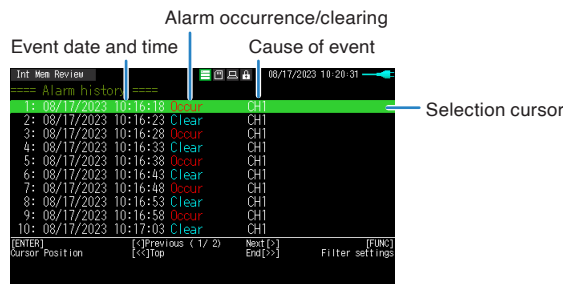 Alarm occurrence/clearing
Event date and time
Cause of event
Int Mem Review
08/17/2023 10:20:31
==== Alarm history ====
1: 08/17/2023 10:16:18 Occur CH1
Selection cursor
2: 08/17/2023 10:16:23 Clear CH1
3: 08/17/2023 10:16:28 Occur CH1
4: 08/17/2023 10:16:33 Clear CH1
5: 08/17/2023 10:16:38 Occur CH1
6: 08/17/2023 10:16:43 Clear CH1
7: 08/17/2023 10:16:48 Occur CH1
8: 08/17/2023 10:16:53 Clear CH1
9: 08/17/2023 10:16:58 Occur CH1
10: 08/17/2023 10:17:03 Clear CH1
[ENTER] [<]Previous ( 1/ 2) Next[>] [FUNC]
Cursor Position [<<]Top End[>>] Filter settings